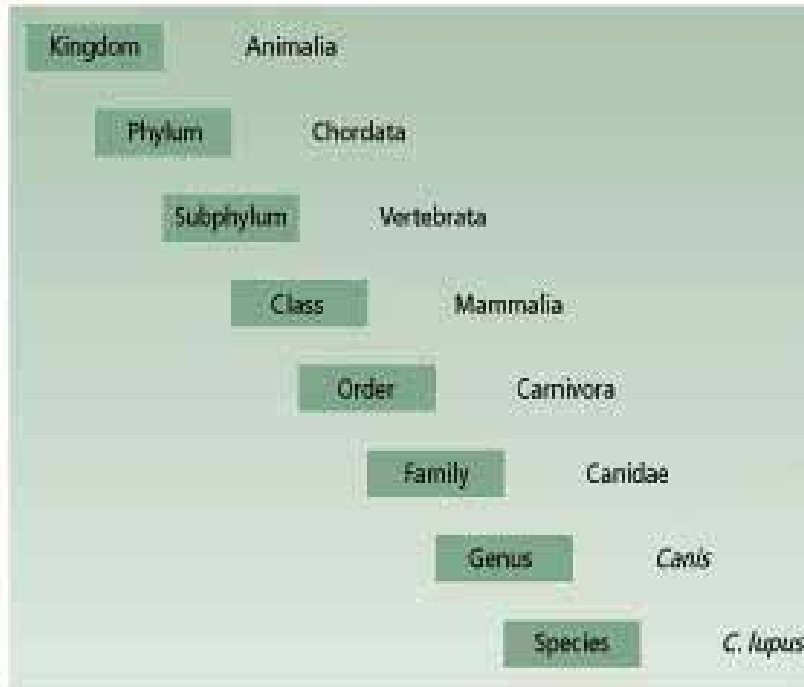 Kingdom Animalia
Phylum Chordata
Subphylum Vertebrata
Class Mammalia
Order Carnivora
Family Canidae
Genus Canis
Species C. lupus